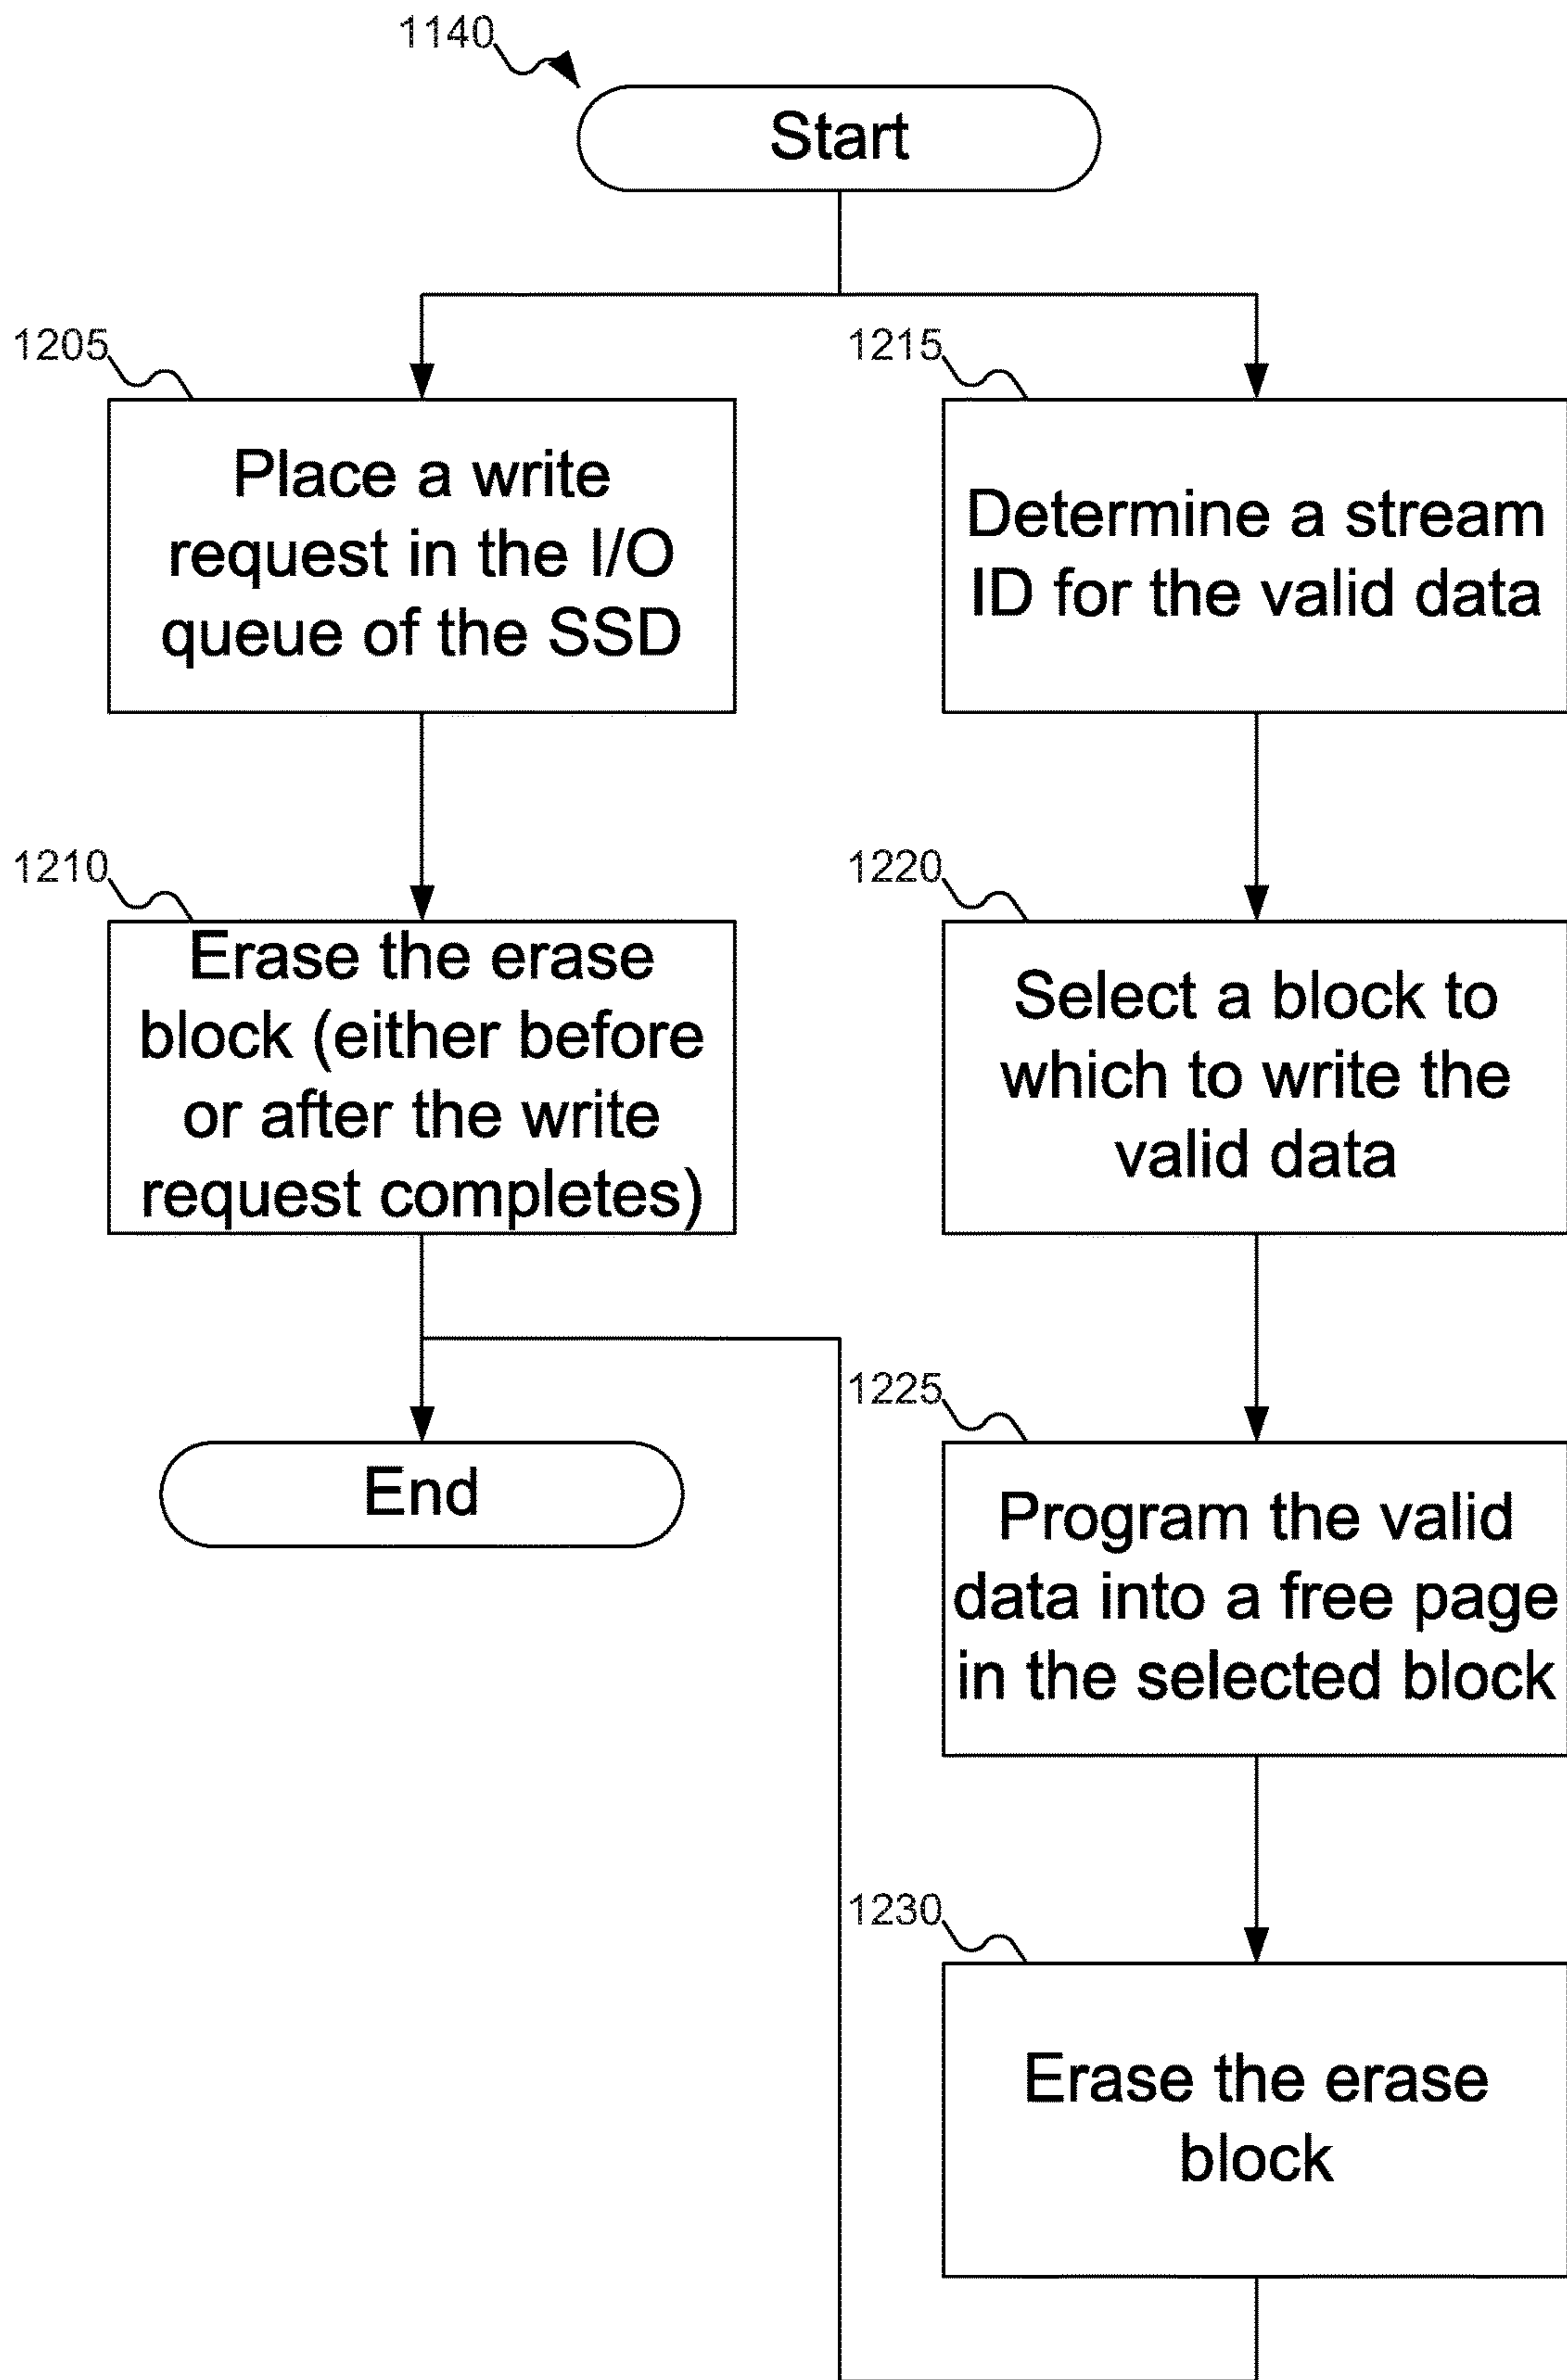 1140
Start
1205
Place a write
request in the I/O
queue of the SSD
1215
Determine a stream
ID for the valid data
1210
Erase the erase
block (either before
or after the write
request completes)
1220
Select a block to
which to write the
valid data
End
1225
Program the valid
data into a free page
in the selected block
1230
Erase the erase
block